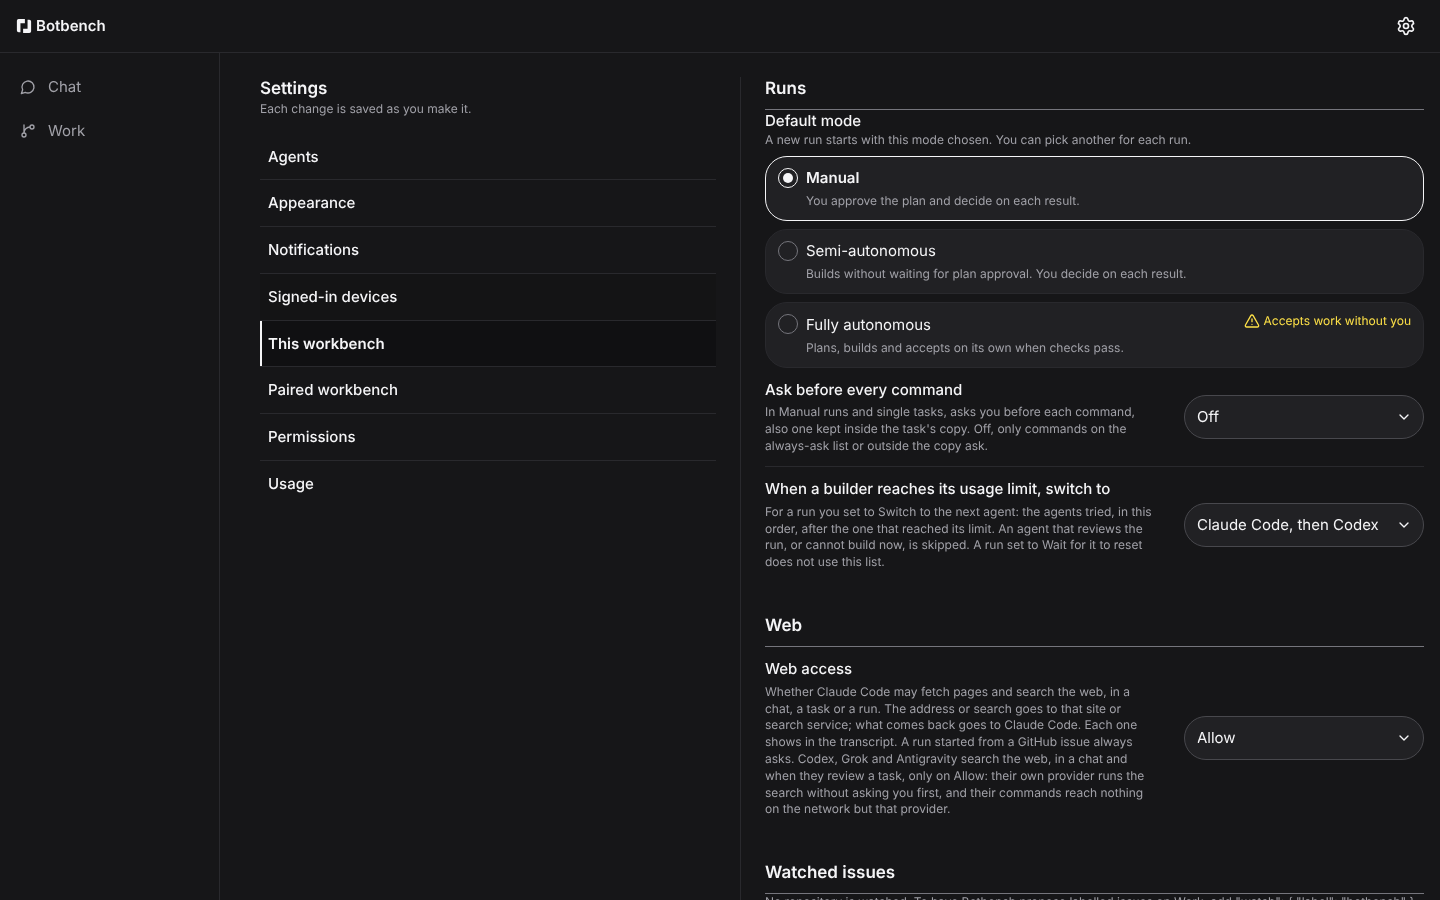 Botbench
Chat
Work
Settings
Each change is saved as you make it.
Agents
Appearance
Notifications
Signed-in devices
This workbench
Paired workbench
Permissions
Usage
Runs
Default mode
A new run starts with this mode chosen. You can pick another for each run.
Manual
You approve the plan and decide on each result.
Semi-autonomous
Builds without waiting for plan approval. You decide on each result.
Fully autonomous
Accepts work without you
Plans, builds and accepts on its own when checks pass.
Ask before every command
In Manual runs and single tasks, asks you before each command,
also one kept inside the task's copy. Off, only commands on the
always-ask list or outside the copy ask.
Off
When a builder reaches its usage limit, switch to
For a run you set to Switch to the next agent: the agents tried, in this
order, after the one that reached its limit. An agent that reviews the
run, or cannot build now, is skipped. A run set to Wait for it to reset
does not use this list.
Claude Code, then Codex
Web
Web access
Whether Claude Code may fetch pages and search the web, in a
chat, a task or a run. The address or search goes to that site or
search service; what comes back goes to Claude Code. Each one
shows in the transcript. A run started from a GitHub issue always
asks. Codex, Grok and Antigravity search the web, in a chat and
when they review a task, only on Allow: their own provider runs the
search without asking you first, and their commands reach nothing
on the network but that provider.
Allow
Watched issues